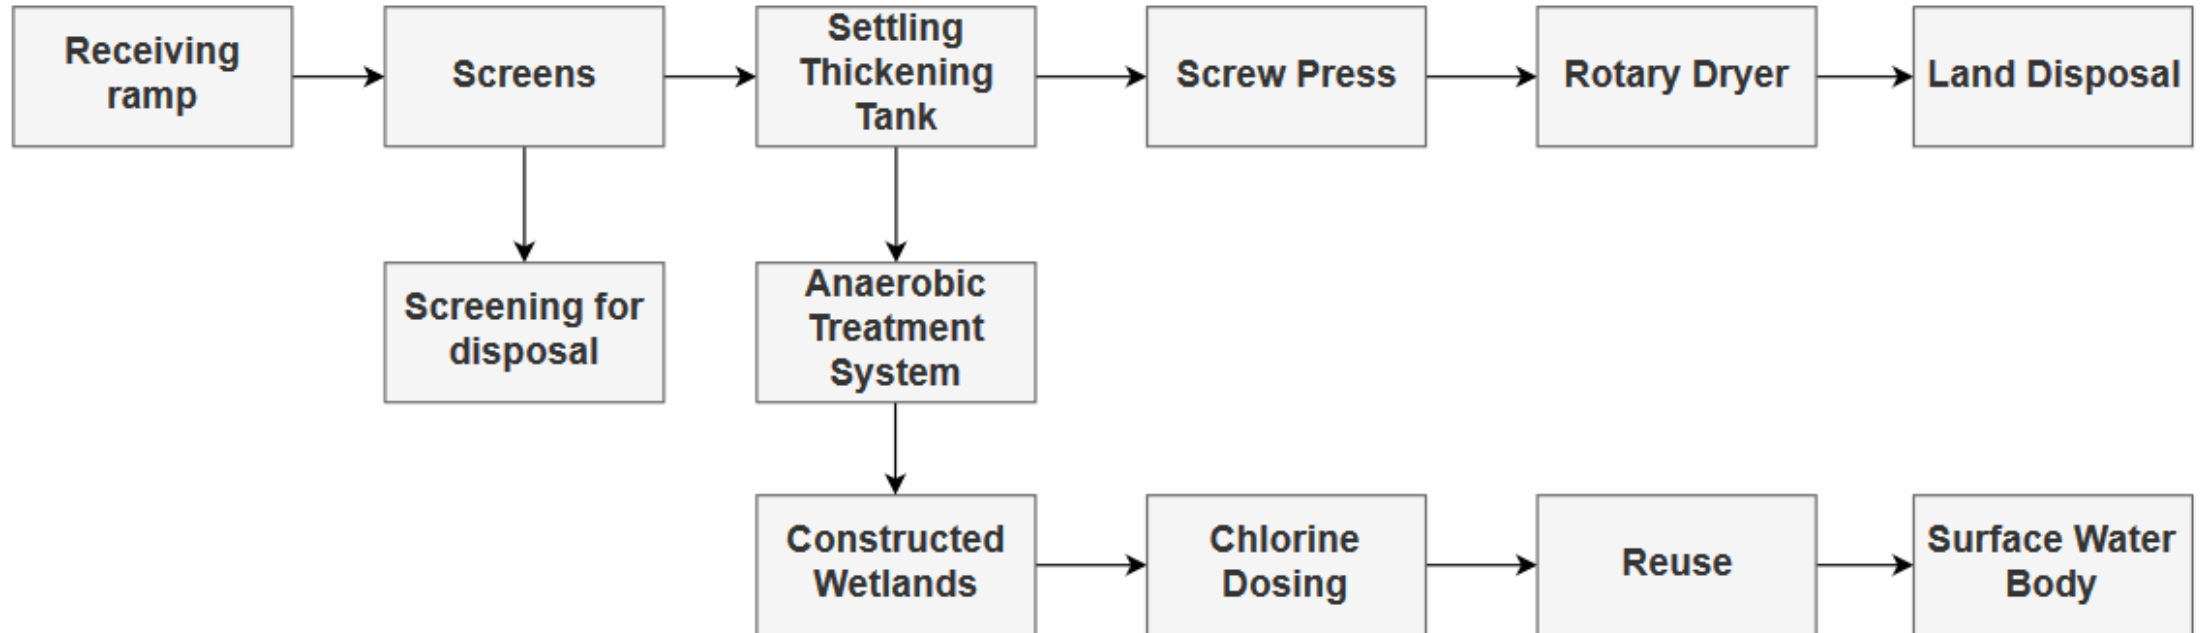 Receiving
ramp
Screens
Settling
Thickening
Tank
Screw Press
Rotary Dryer
Land Disposal
Screening for
disposal
Anaerobic
Treatment
System
Constructed
Wetlands
Chlorine
Dosing
Reuse
Surface Water
Body